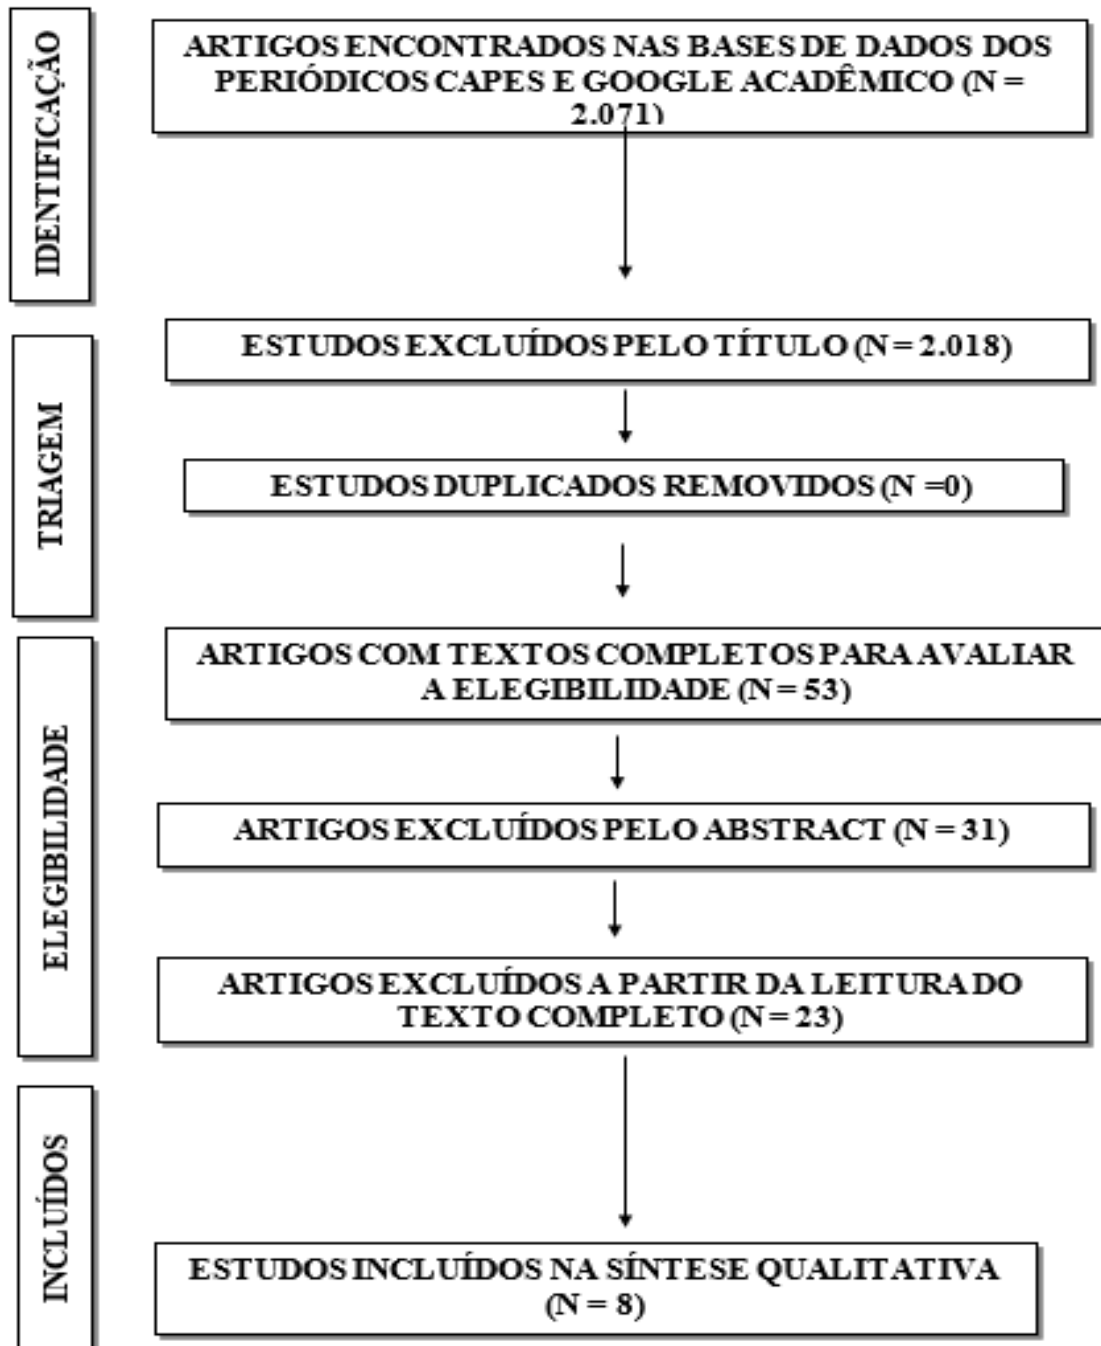 IDENTIFICAÇÃO
ARTIGOS ENCONTRADOS NAS BASES DE DADOS DOS
PERIÓDICOS CAPES E GOOGLE ACADÊMICO (N =
2.071)
TRIAGEM
ESTUDOS EXCLUÍDOS PELO TÍTULO (N = 2.018)
ESTUDOS DUPLICADOS REMOVIDOS (N =0)
ELEGIBILIDADE
ARTIGOS COM TEXTOS COMPLETOS PARA AVALIAR
A ELEGIBILIDADE (N = 53)
ARTIGOS EXCLUÍDOS PELO ABSTRACT (N = 31)
ARTIGOS EXCLUÍDOS A PARTIR DA LEITURA DO
TEXTO COMPLETO (N = 23)
INCLUÍDOS
ESTUDOS INCLUÍDOS NA SÍNTESE QUALITATIVA
(N = 8)